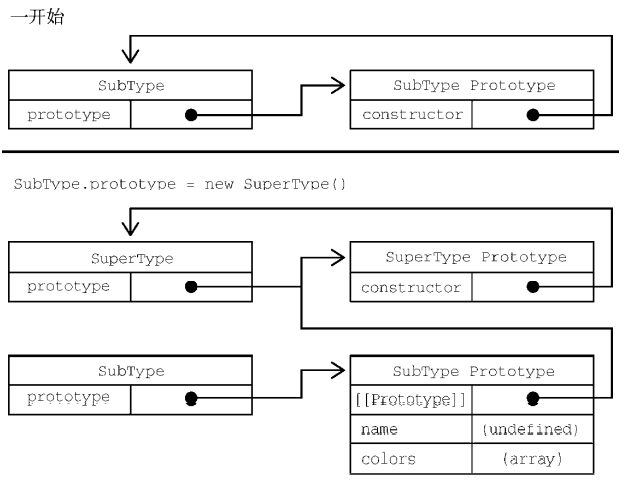 一开始
SubType
SubType Prototype
prototype
constructor
SubType.prototype = new SuperType()
SuperType
SuperType Prototype
prototype
constructor
SubType
SubType Prototype
prototype
[[Prototype]]
name
(undefined)
colors
(array)